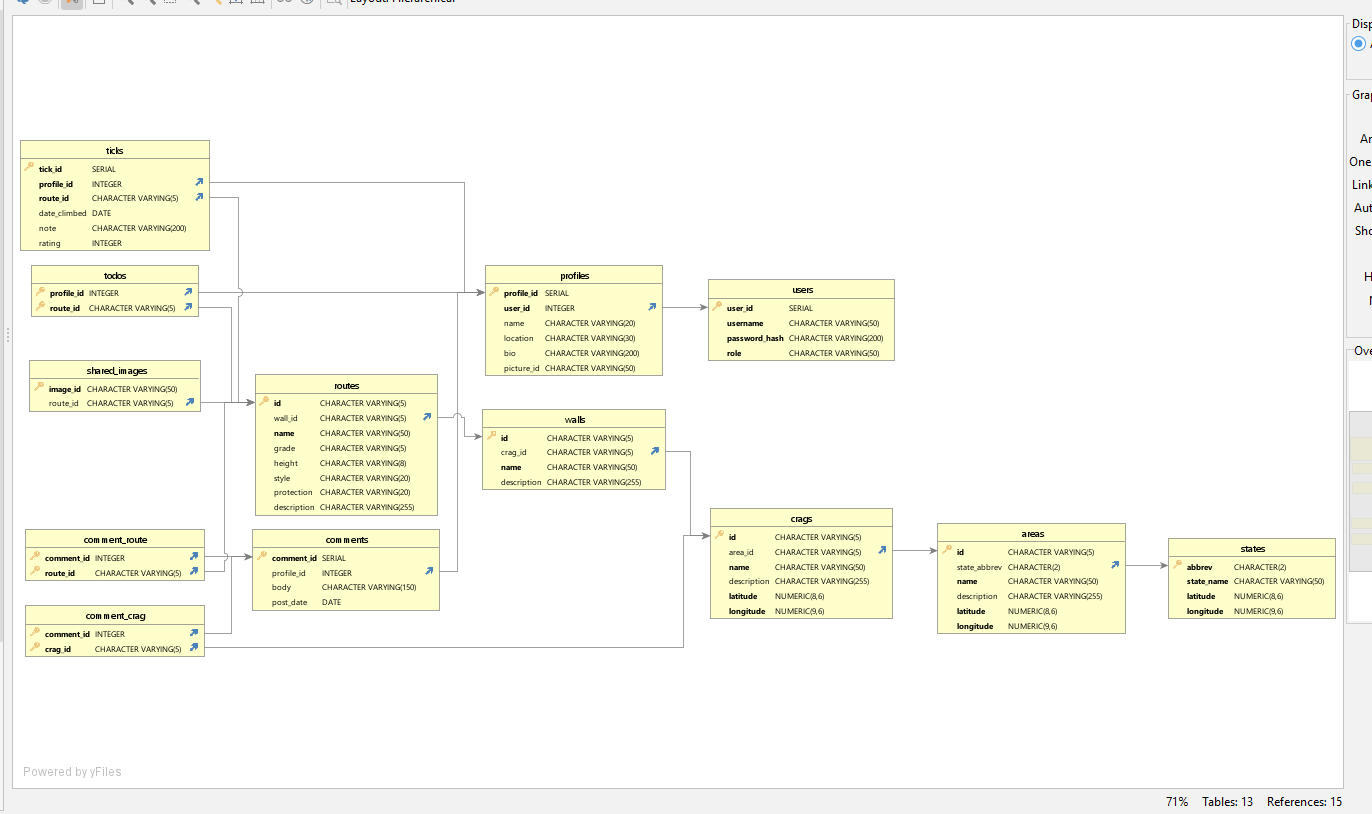 Layout: Hierarchical
Disp
Grap
Ar
One
Link
Aut
Sho
H
Ove
ticks
tick_id SERIAL
profile_id INTEGER
route_id CHARACTER VARYING(5)
date_climbed DATE
note CHARACTER VARYING(200)
rating INTEGER
todos
profile_id INTEGER
route_id CHARACTER VARYING(5)
shared_images
image_id CHARACTER VARYING(50)
route_id CHARACTER VARYING(5)
comment_route
comment_id INTEGER
route_id CHARACTER VARYING(5)
comment_crag
comment_id INTEGER
crag_id CHARACTER VARYING(5)
routes
id CHARACTER VARYING(5)
wall_id CHARACTER VARYING(5)
name CHARACTER VARYING(50)
grade CHARACTER VARYING(5)
height CHARACTER VARYING(8)
style CHARACTER VARYING(20)
protection CHARACTER VARYING(20)
description CHARACTER VARYING(255)
comments
comment_id SERIAL
profile_id INTEGER
body CHARACTER VARYING(150)
post_date DATE
profiles
profile_id SERIAL
user_id INTEGER
name CHARACTER VARYING(20)
location CHARACTER VARYING(30)
bio CHARACTER VARYING(200)
picture_id CHARACTER VARYING(50)
walls
id CHARACTER VARYING(5)
crag_id CHARACTER VARYING(5)
name CHARACTER VARYING(50)
description CHARACTER VARYING(255)
users
user_id SERIAL
username CHARACTER VARYING(50)
password_hash CHARACTER VARYING(200)
role CHARACTER VARYING(50)
crags
id CHARACTER VARYING(5)
area_id CHARACTER VARYING(5)
name CHARACTER VARYING(50)
description CHARACTER VARYING(255)
latitude NUMERIC(8,6)
longitude NUMERIC(9,6)
areas
id CHARACTER VARYING(5)
state_abbrev CHARACTER(2)
name CHARACTER VARYING(50)
description CHARACTER VARYING(255)
latitude NUMERIC(8,6)
longitude NUMERIC(9,6)
states
abbrev CHARACTER(2)
state_name CHARACTER VARYING(50)
latitude NUMERIC(8,6)
longitude NUMERIC(9,6)
Powered by yFiles
71% Tables: 13 References: 15